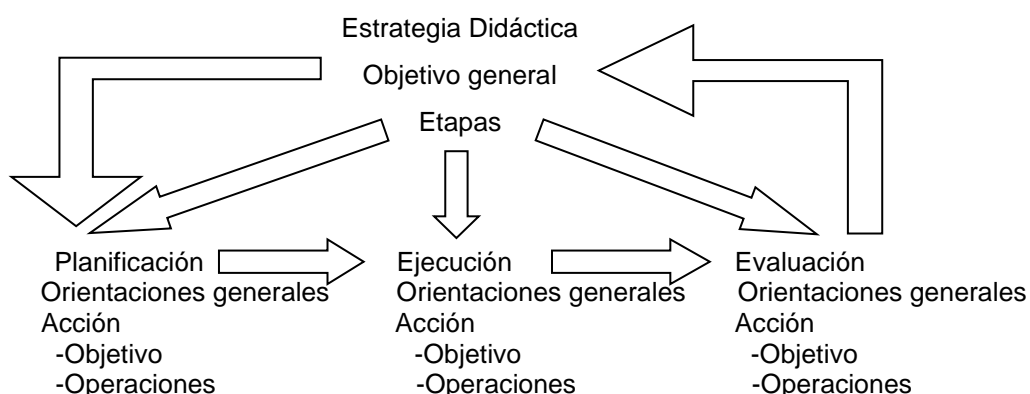 Estrategia Didáctica
Objetivo general
Etapas
Planificación
Orientaciones generales
Acción
-Objetivo
-Operaciones
Ejecución
Orientaciones generales
Acción
-Objetivo
-Operaciones
Evaluación
Orientaciones generales
Acción
-Objetivo
-Operaciones